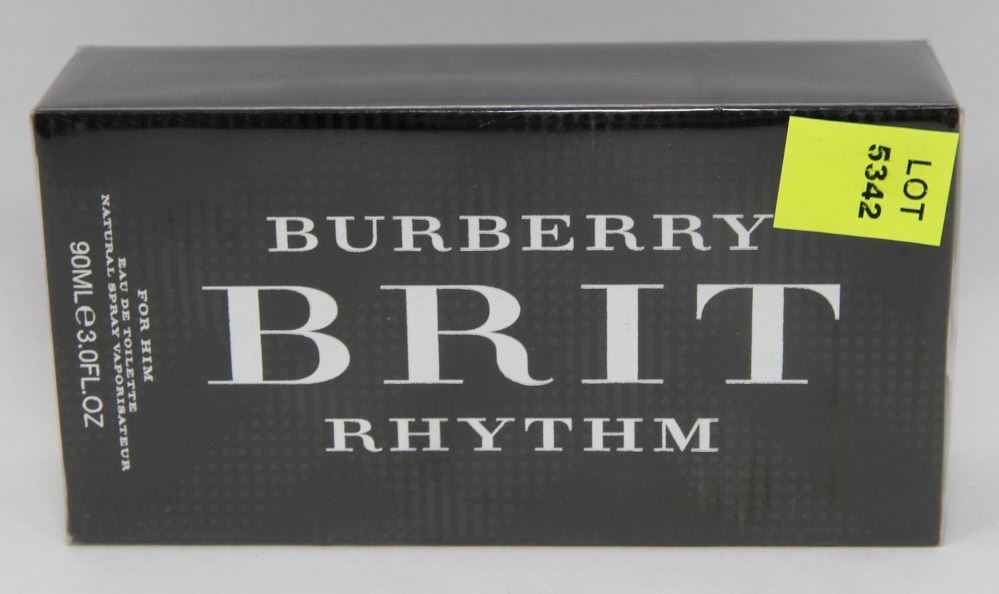 BURBERRY
BRIT
RHYTHM
FOR HIM
EAU DE TOILETTE
NATURAL SPRAY VAPORISATEUR
90ML℮3.0FL.OZ
LOT
5342